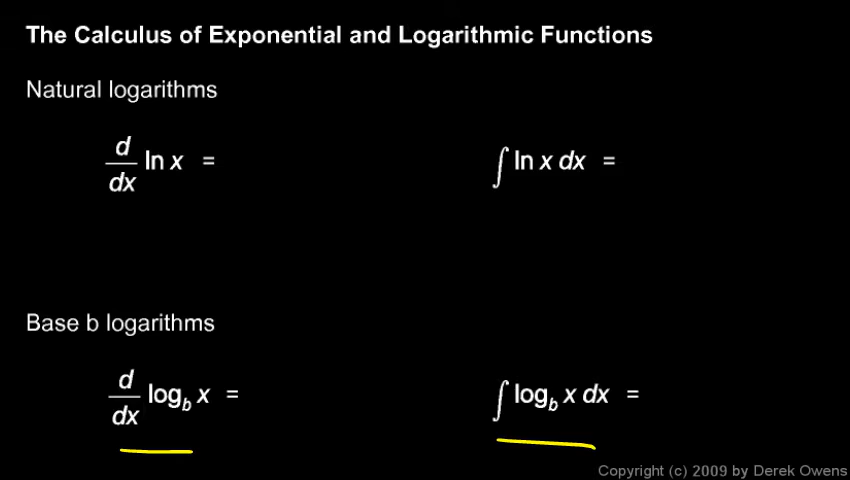 The Calculus of Exponential and Logarithmic Functions
Natural logarithms
d/dx ln x =
∫ ln x dx =
Base b logarithms
d/dx log_b x =
∫ log_b x dx =
Copyright (c) 2009 by Derek Owens